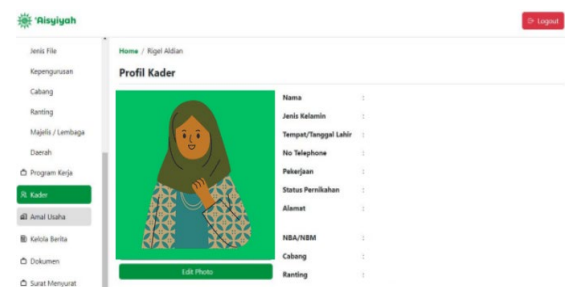 'Aisyiyah
Logout
Jenis File
Kepengurusan
Cabang
Ranting
Majelis / Lembaga
Daerah
Program Kerja
Kader
Amal Usaha
Kelola Berita
Dokumen
Surat Menyurat
Home / Rigel Aldian
Profil Kader
Edit Photo
Nama :
Jenis Kelamin :
Tempat/Tanggal Lahir :
No Telephone :
Pekerjaan :
Status Pernikahan :
Alamat :
NBA/NBM :
Cabang :
Ranting :